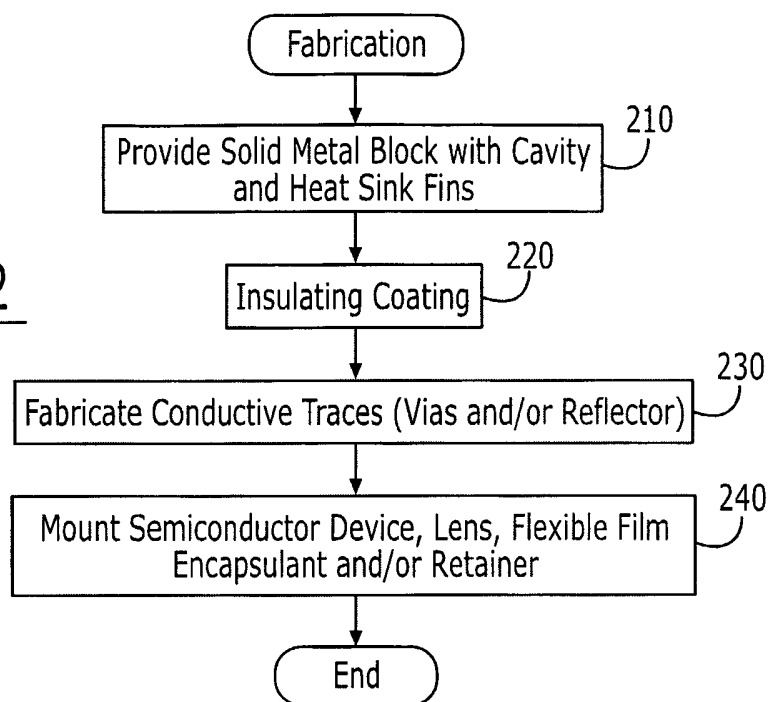 Fabrication
210
Provide Solid Metal Block with Cavity
and Heat Sink Fins
220
Insulating Coating
230
Fabricate Conductive Traces (Vias and/or Reflector)
240
Mount Semiconductor Device, Lens, Flexible Film
Encapsulant and/or Retainer
End